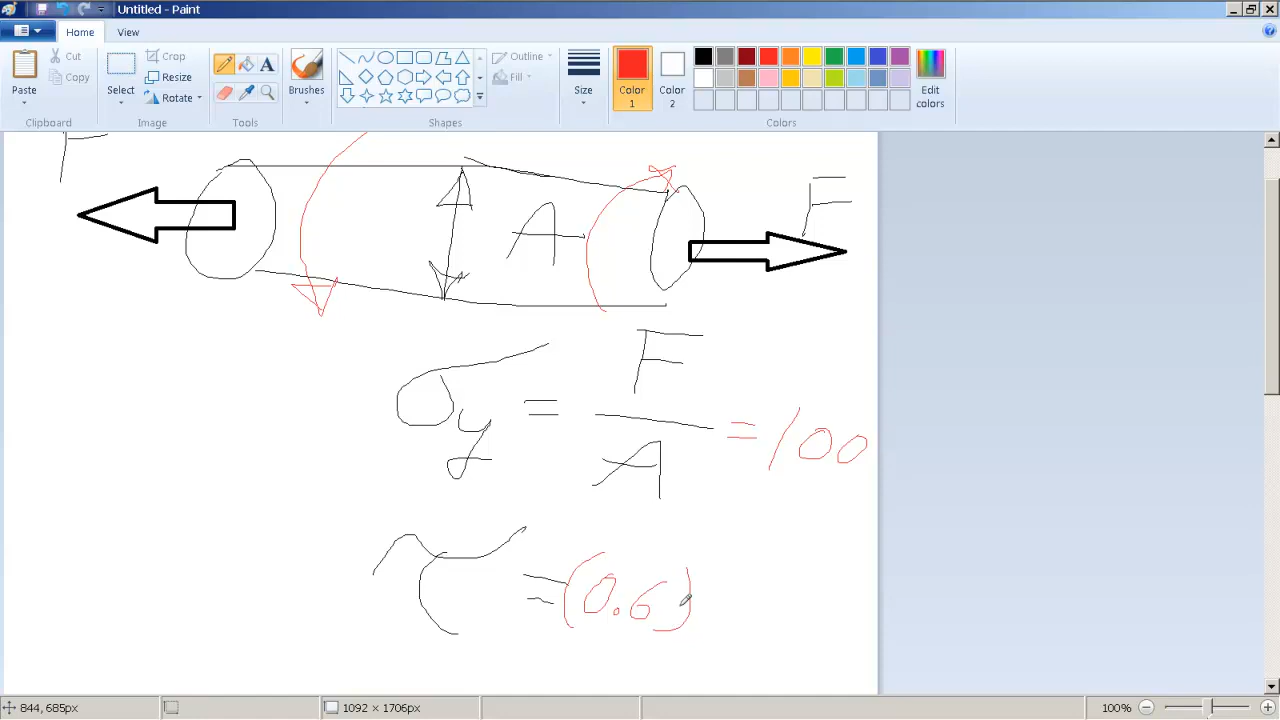 Untitled - Paint
Home View
Paste
Cut
Copy
Clipboard
Select
Crop
Resize
Rotate
Image
A
Tools
Brushes
Shapes
Outline
Fill
Size
Color 1
Color 2
Edit colors
Colors
F
F
A
σy = F/A = 100
τ = (0.6)
844, 685px
1092 × 1706px
100%